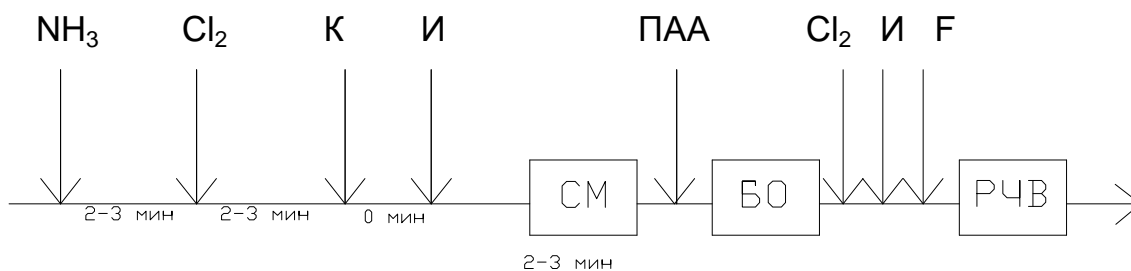 NH₃ Cl₂ К И ПАА Cl₂ И F
СМ БО РЧВ
2-3 мин 2-3 мин 0 мин
2-3 мин